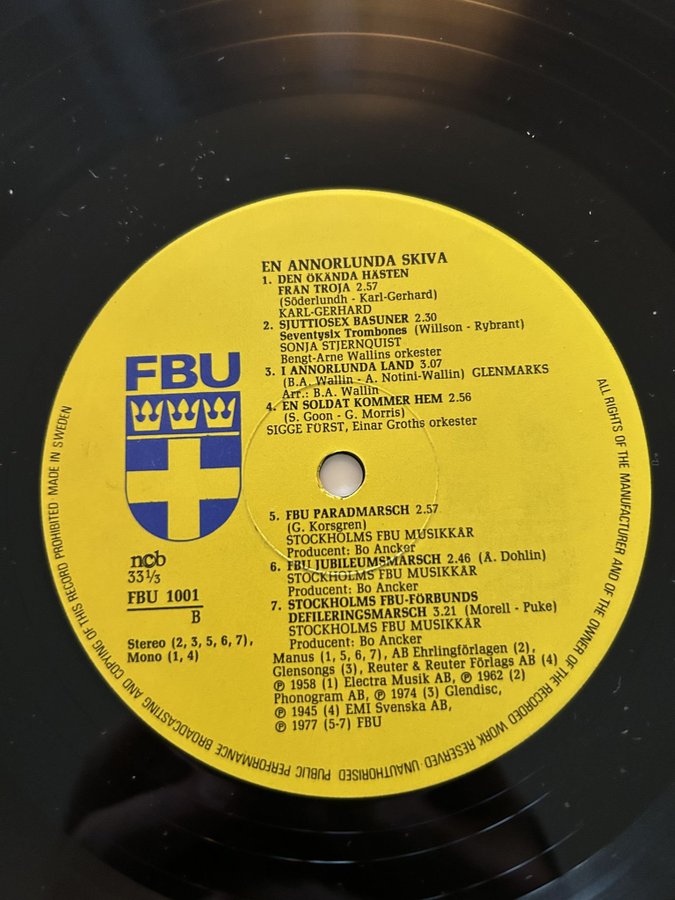 EN ANNORLUNDA SKIVA
1. DEN ÖKÄNDA HÄSTEN
FRÅN TROJA 2.57
(Söderlundh - Karl-Gerhard)
KARL-GERHARD
2. SJUTTIOSEX BASUNER 2.30
Seventysix Trombones (Willson - Rybrant)
SONJA STJERNQUIST
Bengt-Arne Wallins orkester
3. I ANNORLUNDA LAND 3.07
(B.A. Wallin - A. Notini-Wallin) GLENMARKS
Arr.: B.A. Wallin
4. EN SOLDAT KOMMER HEM 2.56
(S. Goon - G. Morris)
SIGGE FÜRST, Einar Groths orkester
FBU
ncb
33 1/3
FBU 1001
B
Stereo (2, 3, 5, 6, 7),
Mono (1, 4)
5. FBU PARADMARSCH 2.57
(G. Korsgren)
STOCKHOLMS FBU MUSIKKÅR
Producent: Bo Ancker
6. FBU JUBILEUMSMARSCH 2.46 (Å. Dohlin)
STOCKHOLMS FBU MUSIKKÅR
Producent: Bo Ancker
7. STOCKHOLMS FBU-FÖRBUNDS
DEFILERINGSMARSCH 3.21 (Morell - Puke)
STOCKHOLMS FBU MUSIKKÅR
Producent: Bo Ancker
Manus (1, 5, 6, 7), AB Ehrlingförlagen (2),
Glensongs (3), Reuter & Reuter Förlags AB (4)
℗ 1958 (1) Electra Musik AB, ℗ 1962 (2)
Phonogram AB, ℗ 1974 (3) Glendisc,
℗ 1945 (4) EMI Svenska AB,
℗ 1977 (5-7) FBU
ALL RIGHTS OF THE MANUFACTURER AND OF THE OWNER OF THE RECORDED WORK RESERVED · UNAUTHORISED PUBLIC PERFORMANCE BROADCASTING AND COPYING OF THIS RECORD PROHIBITED · MADE IN SWEDEN